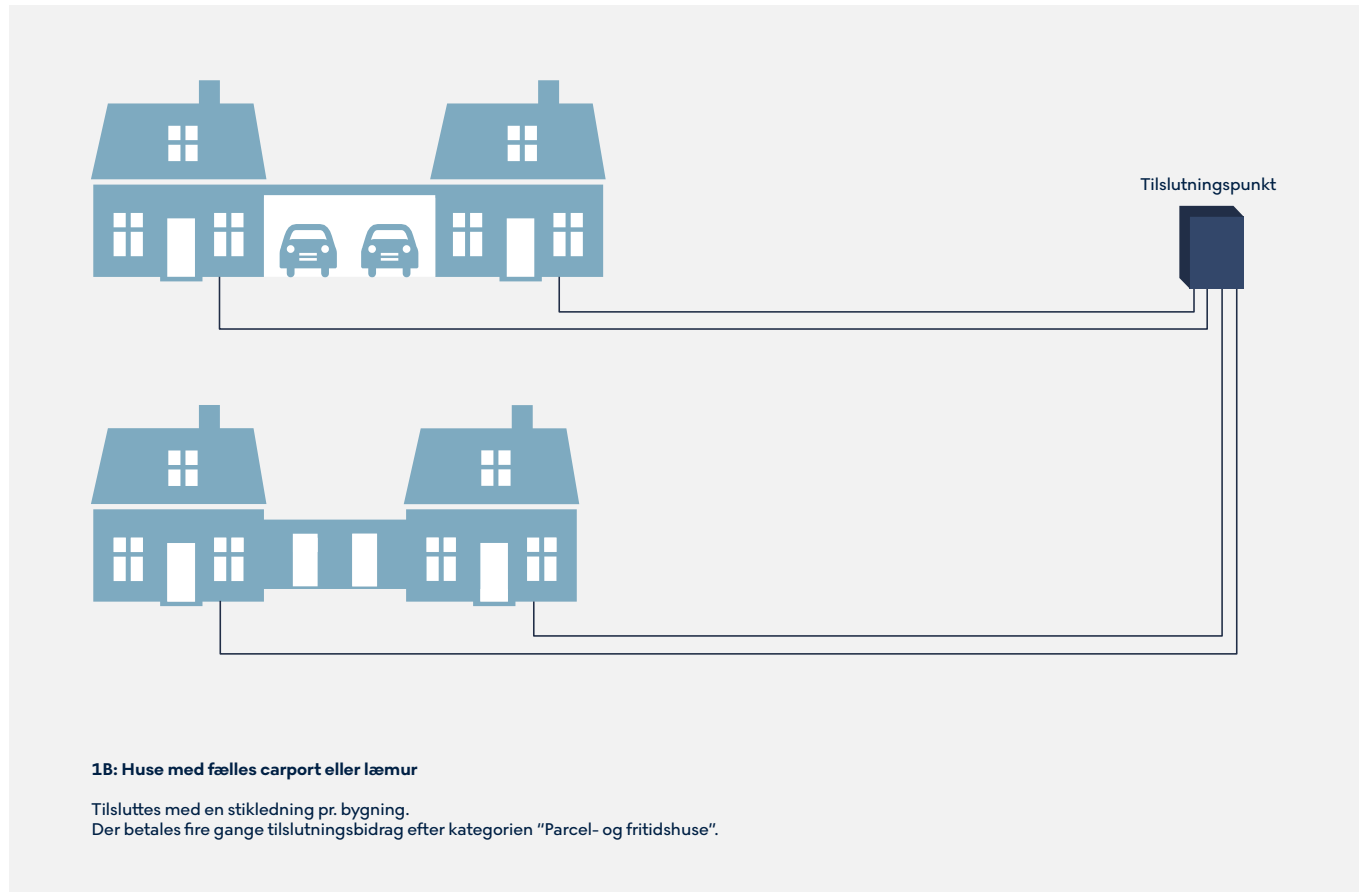 Tilslutningspunkt
1B: Huse med fælles carport eller læmur
Tilsluttes med en stikledning pr. bygning.
Der betales fire gange tilslutningsbidrag efter kategorien “Parcel- og fritidshuse”.